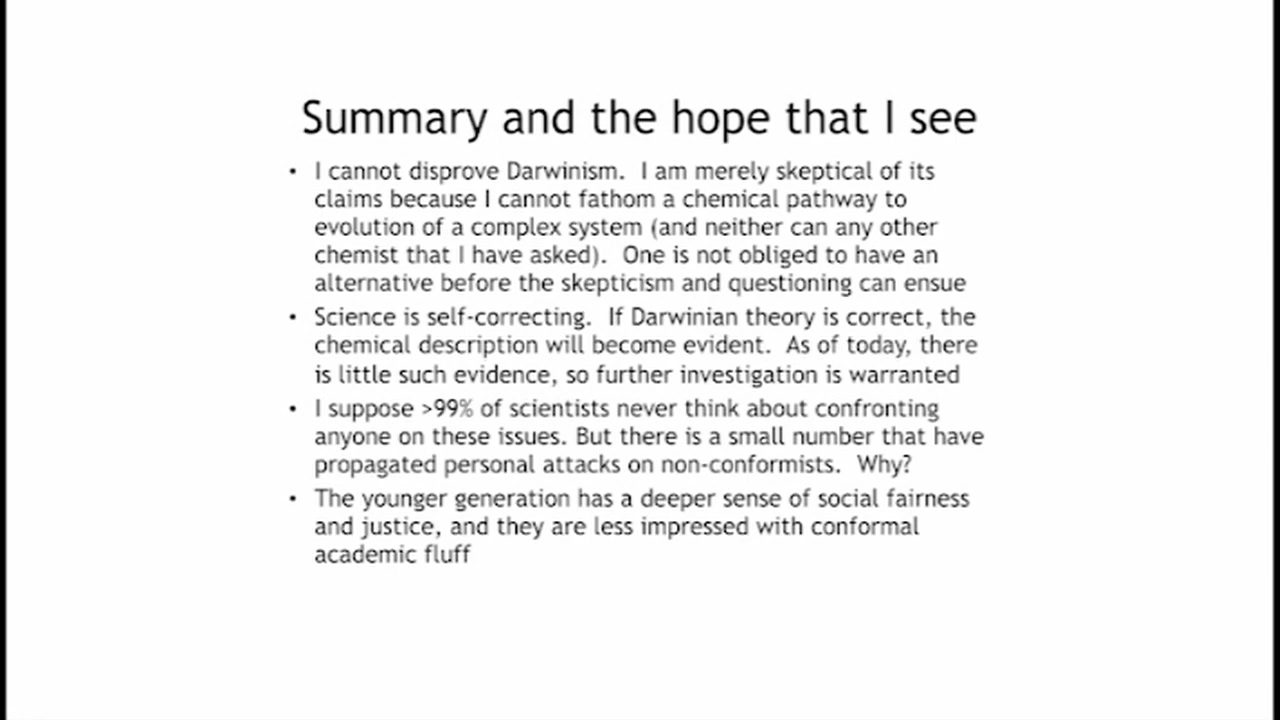 Summary and the hope that I see
• I cannot disprove Darwinism. I am merely skeptical of its
claims because I cannot fathom a chemical pathway to
evolution of a complex system (and neither can any other
chemist that I have asked). One is not obliged to have an
alternative before the skepticism and questioning can ensue
• Science is self-correcting. If Darwinian theory is correct, the
chemical description will become evident. As of today, there
is little such evidence, so further investigation is warranted
• I suppose >99% of scientists never think about confronting
anyone on these issues. But there is a small number that have
propagated personal attacks on non-conformists. Why?
• The younger generation has a deeper sense of social fairness
and justice, and they are less impressed with conformal
academic fluff